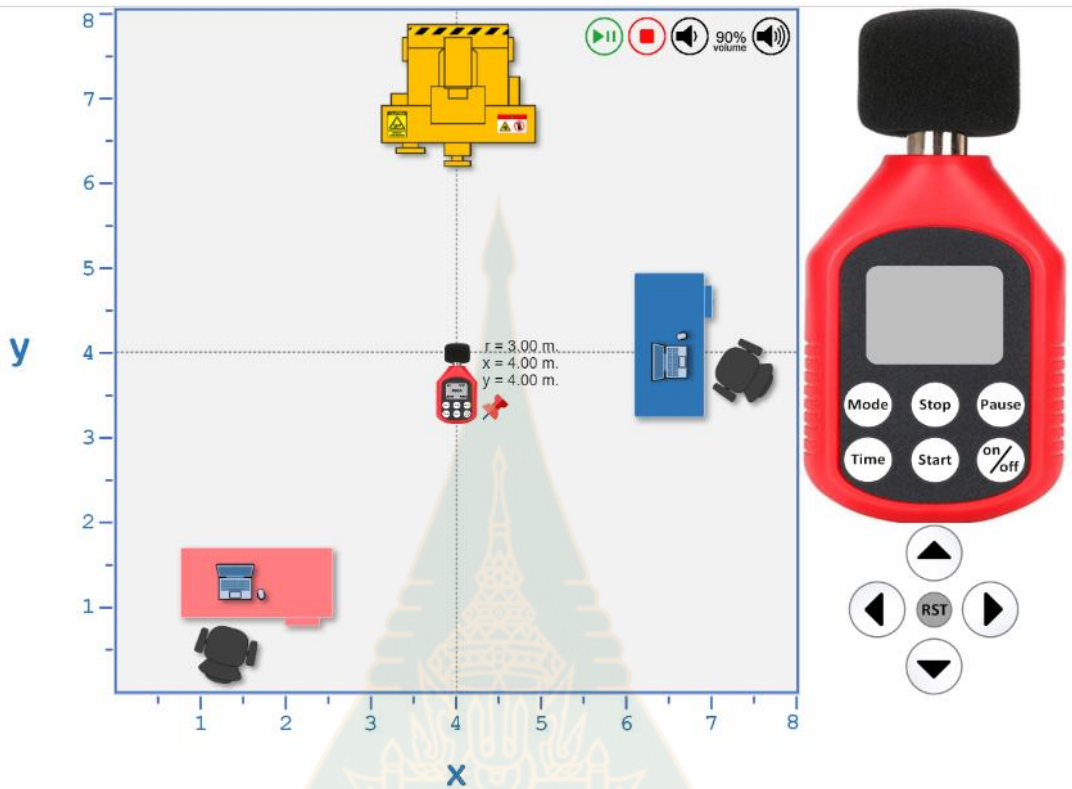 8
7
6
5
4
3
2
1
y
90%
volume
r = 3.00 m.
x = 4.00 m.
y = 4.00 m.
1 2 3 4 5 6 7 8
x
Mode Stop Pause
Time Start on/off
RST